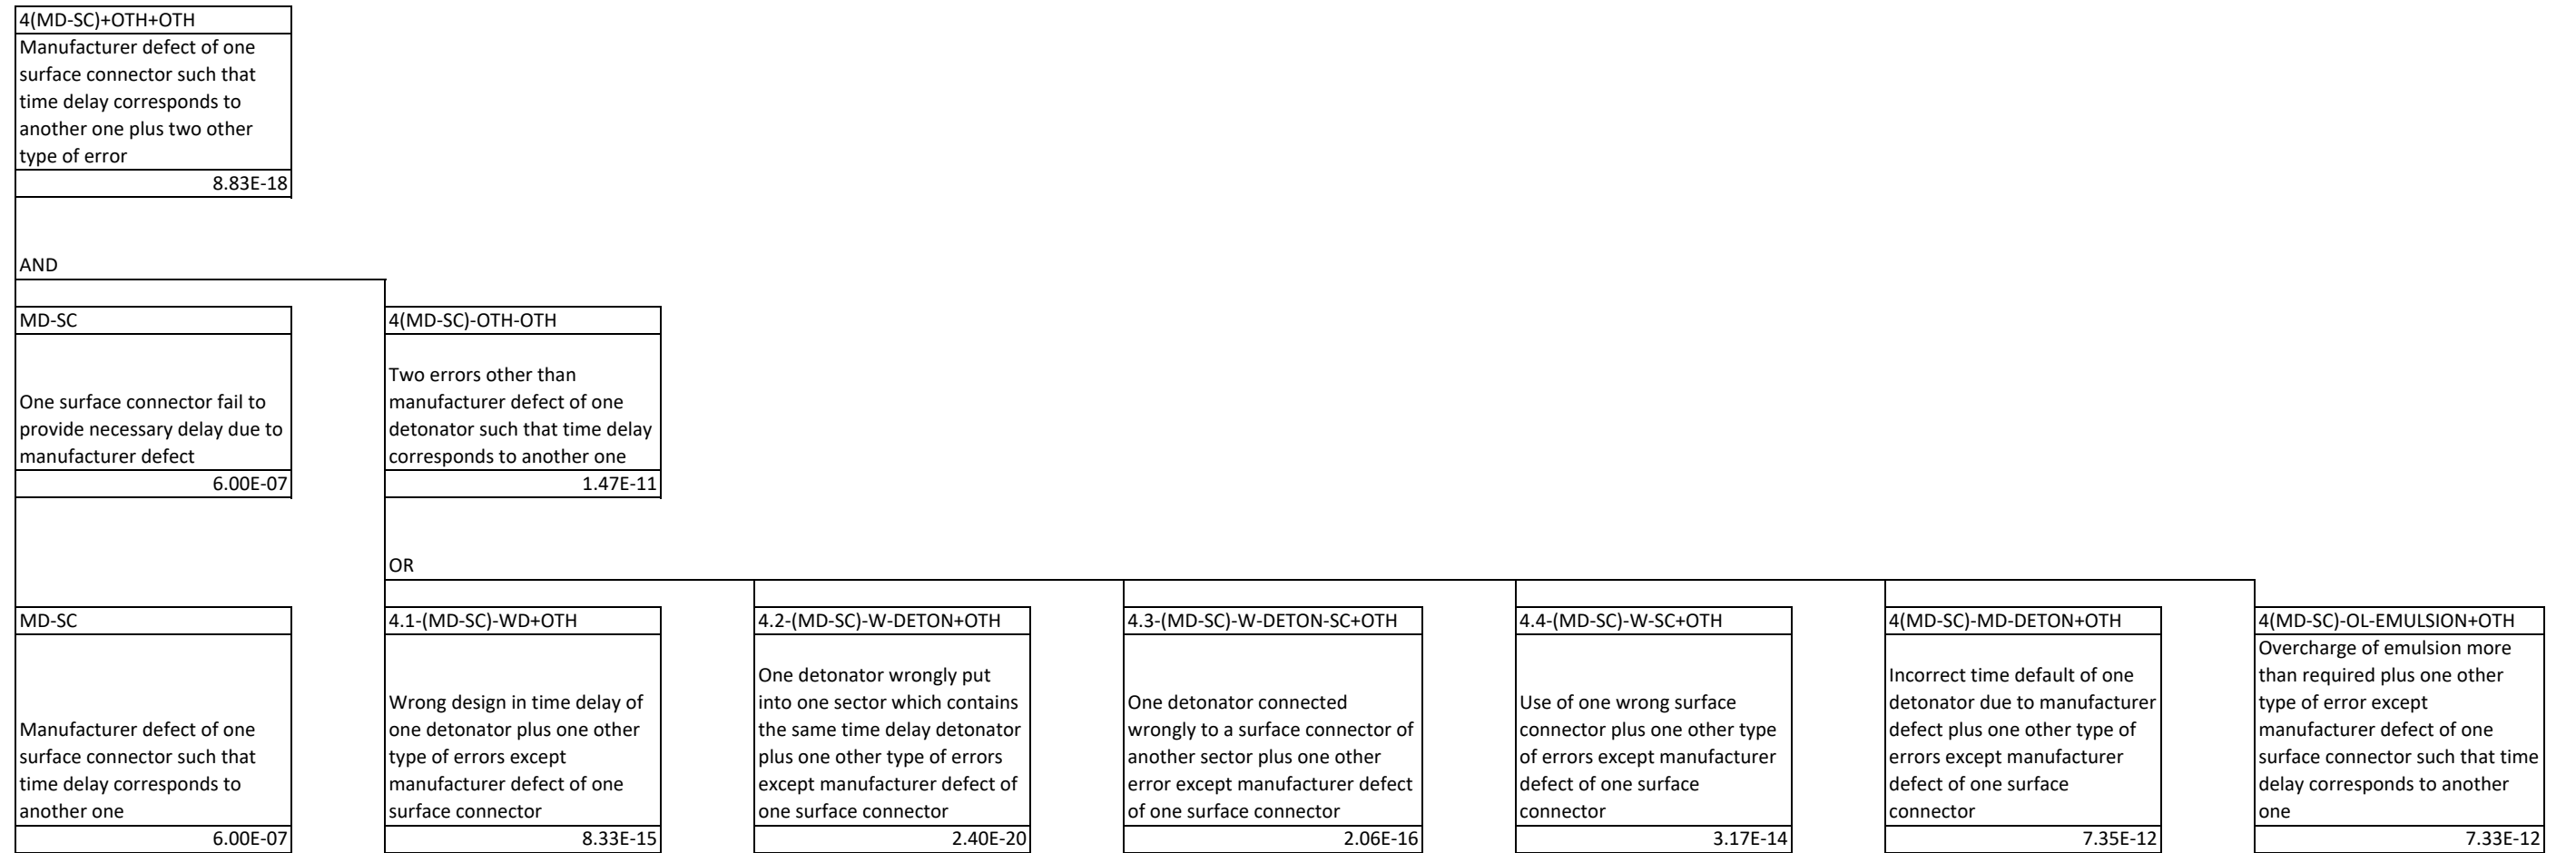 4(MD-SC)+OTH+OTH
Manufacturer defect of one
surface connector such that
time delay corresponds to
another one plus two other
type of error
8.83E-18
AND
MD-SC
One surface connector fail to
provide necessary delay due to
manufacturer defect
6.00E-07
4(MD-SC)-OTH-OTH
Two errors other than
manufacturer defect of one
detonator such that time delay
corresponds to another one
1.47E-11
OR
MD-SC
Manufacturer defect of one
surface connector such that
time delay corresponds to
another one
6.00E-07
4.1-(MD-SC)-WD+OTH
Wrong design in time delay of
one detonator plus one other
type of errors except
manufacturer defect of one
surface connector
8.33E-15
4.2-(MD-SC)-W-DETON+OTH
One detonator wrongly put
into one sector which contains
the same time delay detonator
plus one other type of errors
except manufacturer defect of
one surface connector
2.40E-20
4.3-(MD-SC)-W-DETON-SC+OTH
One detonator connected
wrongly to a surface connector of
another sector plus one other
error except manufacturer defect
of one surface connector
2.06E-16
4.4-(MD-SC)-W-SC+OTH
Use of one wrong surface
connector plus one other type
of errors except manufacturer
defect of one surface
connector
3.17E-14
4(MD-SC)-MD-DETON+OTH
Incorrect time default of one
detonator due to manufacturer
defect plus one other type of
errors except manufacturer
defect of one surface
connector
7.35E-12
4(MD-SC)-OL-EMULSION+OTH
Overcharge of emulsion more
than required plus one other
type of error except
manufacturer defect of one
surface connector such that time
delay corresponds to another
one
7.33E-12